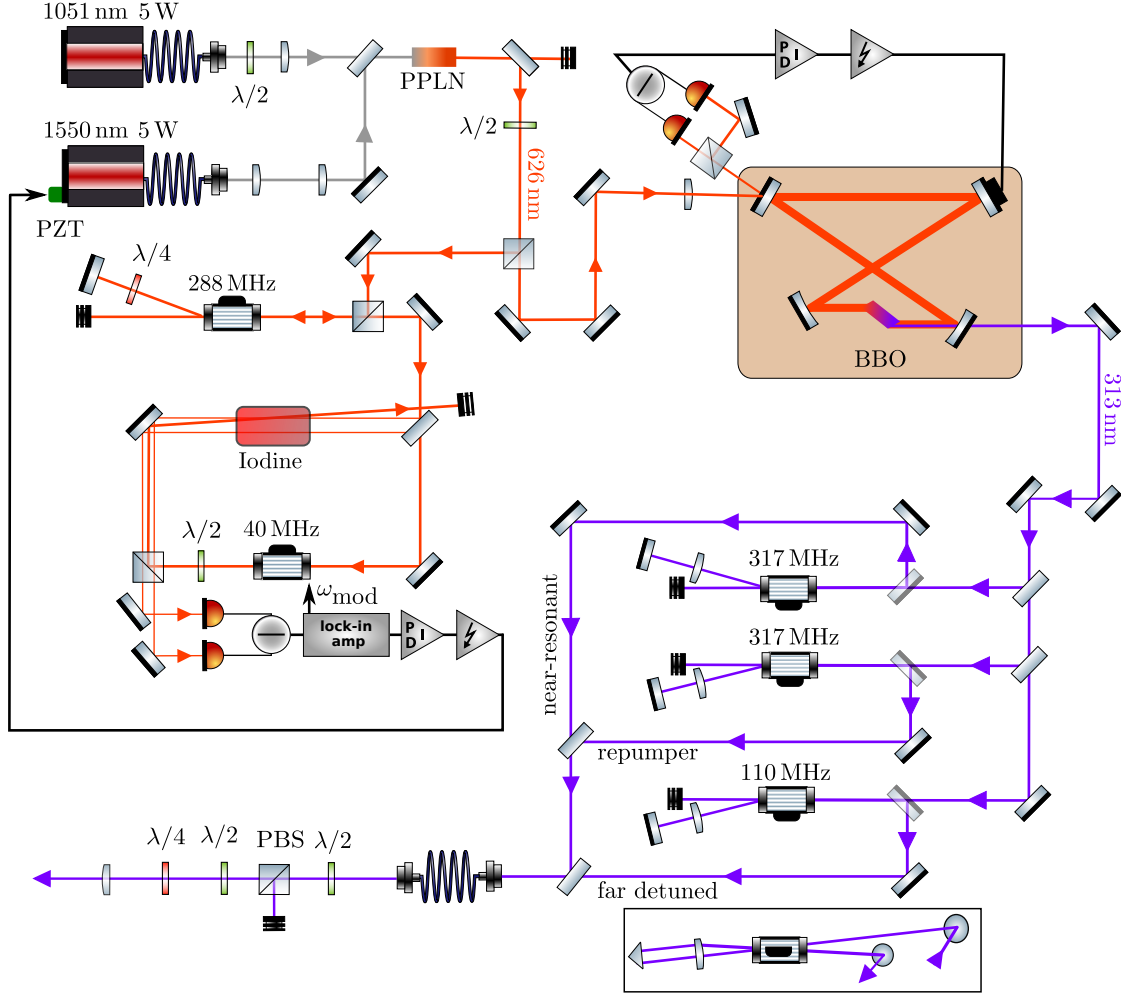 1051 nm 5 W
λ/2
PPLN
1550 nm 5 W
λ/2
626 nm
PZT
λ/4
288 MHz
P
I
D
BBO
313 nm
Iodine
λ/2
40 MHz
ωmod
lock-in
amp
P
I
D
near-resonant
317 MHz
317 MHz
repumper
110 MHz
far detuned
λ/4
λ/2
PBS
λ/2